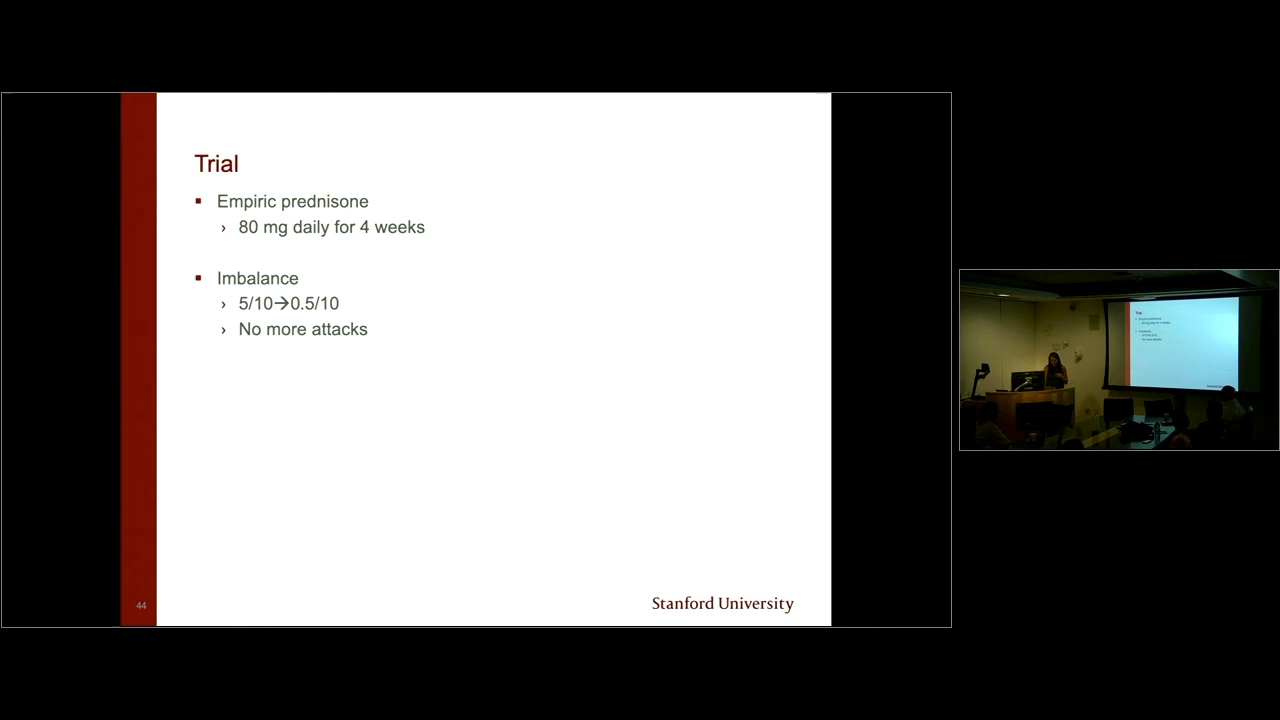 Trial
▪ Empiric prednisone
› 80 mg daily for 4 weeks
▪ Imbalance
› 5/10→0.5/10
› No more attacks
44
Stanford University
Trial